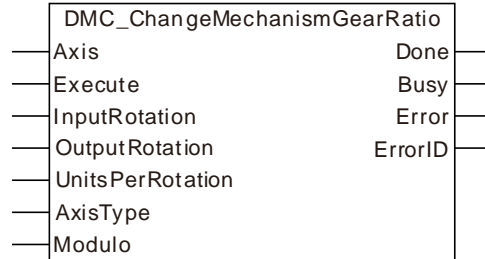 DMC_ChangeMechanismGearRatio
Axis Done
Execute Busy
InputRotation Error
OutputRotation ErrorID
UnitsPerRotation
AxisType
Modulo